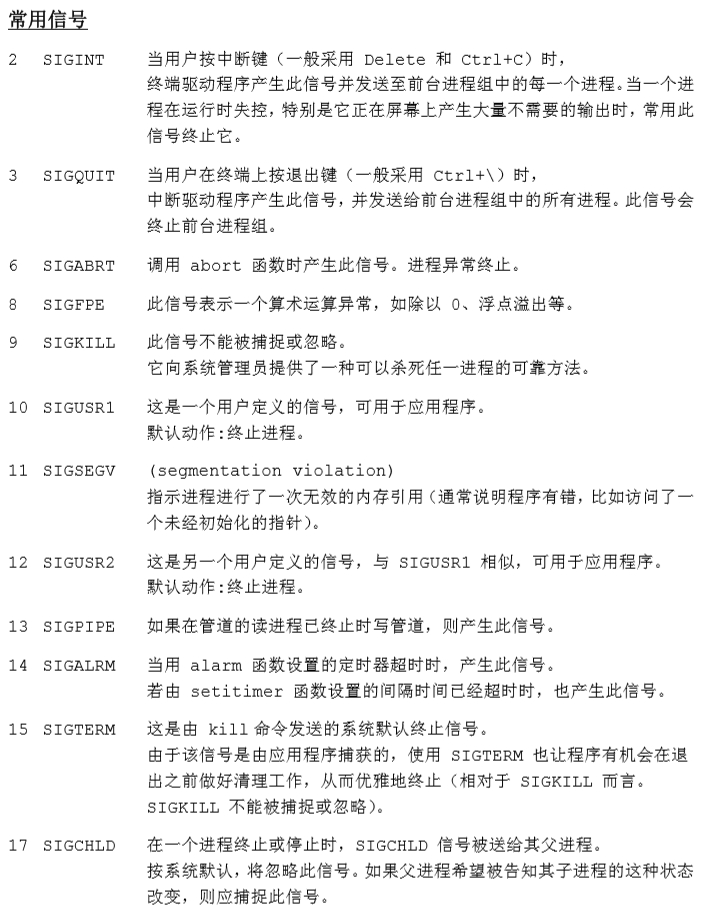 常用信号
2 SIGINT 当用户按中断键（一般采用 Delete 和 Ctrl+C）时，
终端驱动程序产生此信号并发送至前台进程组中的每一个进程。当一个进
程在运行时失控，特别是它正在屏幕上产生大量不需要的输出时，常用此
信号终止它。
3 SIGQUIT 当用户在终端上按退出键（一般采用 Ctrl+\）时，
中断驱动程序产生此信号，并发送给前台进程组中的所有进程。此信号会
终止前台进程组。
6 SIGABRT 调用 abort 函数时产生此信号。进程异常终止。
8 SIGFPE 此信号表示一个算术运算异常，如除以 0、浮点溢出等。
9 SIGKILL 此信号不能被捕捉或忽略。
它向系统管理员提供了一种可以杀死任一进程的可靠方法。
10 SIGUSR1 这是一个用户定义的信号，可用于应用程序。
默认动作:终止进程。
11 SIGSEGV (segmentation violation)
指示进程进行了一次无效的内存引用（通常说明程序有错，比如访问了一
个未经初始化的指针）。
12 SIGUSR2 这是另一个用户定义的信号，与 SIGUSR1 相似，可用于应用程序。
默认动作:终止进程。
13 SIGPIPE 如果在管道的读进程已终止时写管道，则产生此信号。
14 SIGALRM 当用 alarm 函数设置的定时器超时时，产生此信号。
若由 setitimer 函数设置的间隔时间已经超时时，也产生此信号。
15 SIGTERM 这是由 kill 命令发送的系统默认终止信号。
由于该信号是由应用程序捕获的，使用 SIGTERM 也让程序有机会在退
出之前做好清理工作，从而优雅地终止（相对于 SIGKILL 而言。
SIGKILL 不能被捕捉或忽略）。
17 SIGCHLD 在一个进程终止或停止时，SIGCHLD 信号被送给其父进程。
按系统默认，将忽略此信号。如果父进程希望被告知其子进程的这种状态
改变，则应捕捉此信号。